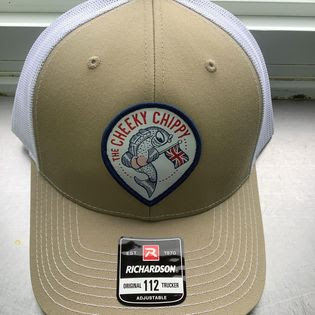 THE CHEEKY CHIPPY
EST. R 1970
RICHARDSON
ORIGINAL 112 TRUCKER
ADJUSTABLE